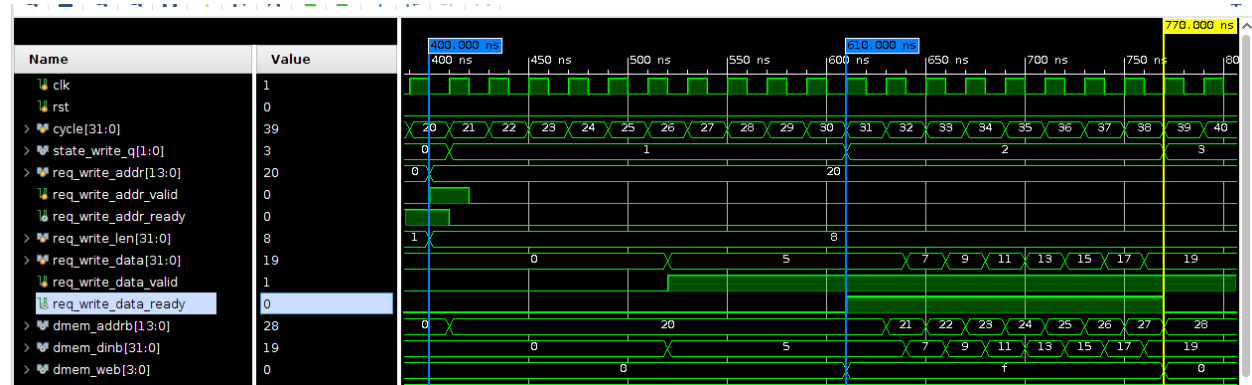 770.000 ns
400.000 ns 610.000 ns
Name Value 400 ns 450 ns 500 ns 550 ns 600 ns 650 ns 700 ns 750 ns 80
clk 1
rst 0
cycle[31:0] 39 20 21 22 23 24 25 26 27 28 29 30 31 32 33 34 35 36 37 38 39 40
state_write_q[1:0] 3 0 1 2 3
req_write_addr[13:0] 20 0 20
req_write_addr_valid 0
req_write_addr_ready 0
req_write_len[31:0] 8 1 8
req_write_data[31:0] 19 0 5 7 9 11 13 15 17 19
req_write_data_valid 1
req_write_data_ready 0
dmem_addrb[13:0] 28 0 20 21 22 23 24 25 26 27 28
dmem_dinb[31:0] 19 0 5 7 9 11 13 15 17 19
dmem_web[3:0] 0 0 f 0